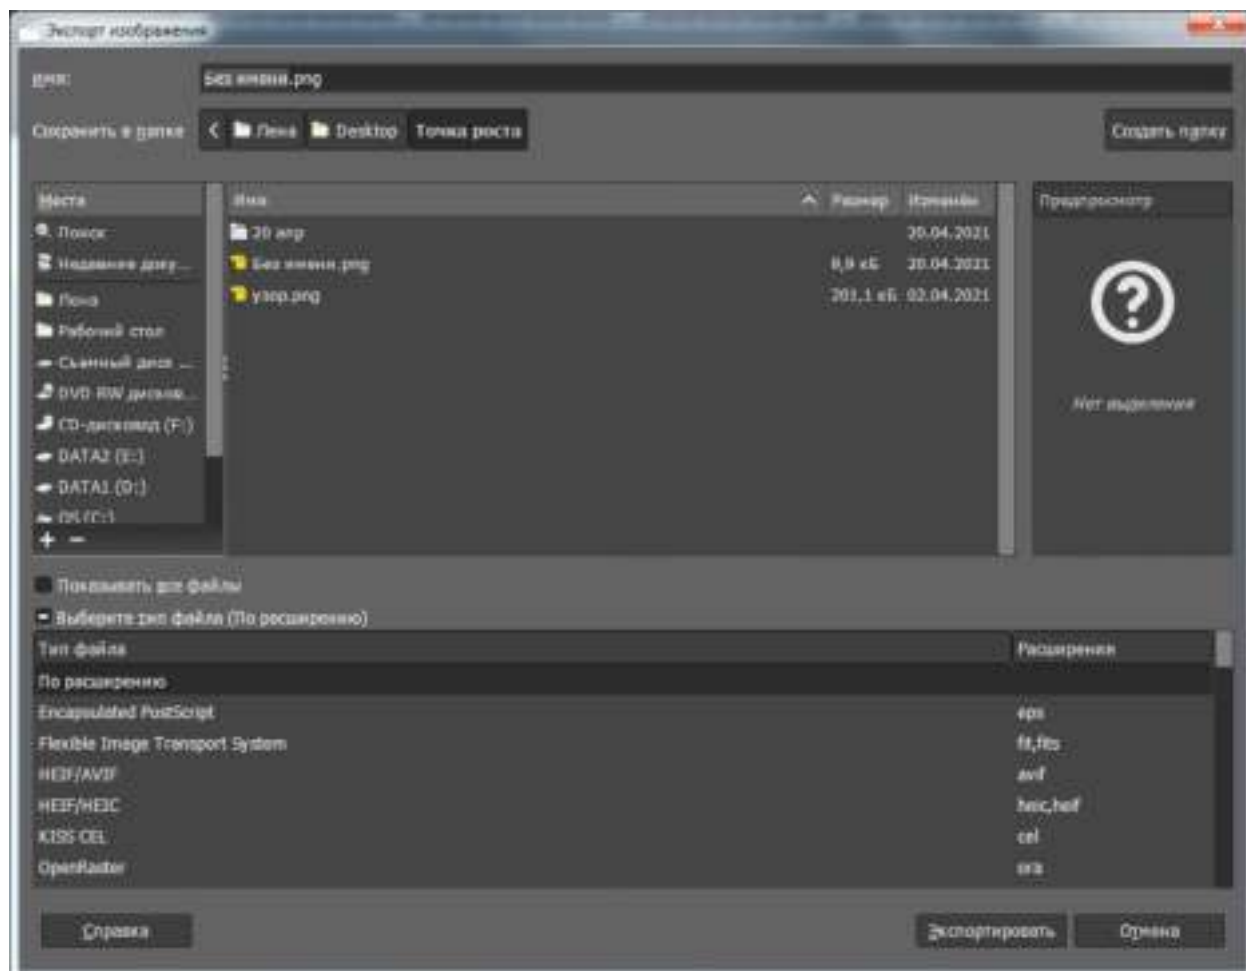 Экспорт изображения
Имя: Без имени.png
Сохранить в папке Лена Desktop Точка роста Создать папку
Места Имя Размер Изменён Предпросмотр
Поиск 20 апр 20.04.2021
Недавние доку... Без имени.png 8,9 кБ 20.04.2021
Лена узор.png 201,1 кБ 02.04.2021
Рабочий стол
Съемный диск ...
DVD RW дисков... Нет выделения
CD-дисковод (F:)
DATA2 (E:)
DATA1 (D:)
OS (C:)
Показывать все файлы
Выберите тип файла (По расширению)
Тип файла Расширения
По расширению
Encapsulated PostScript eps
Flexible Image Transport System fit,fits
HEIF/AVIF avif
HEIF/HEIC heic,heif
KISS CEL cel
OpenRaster ora
Справка Экспортировать Отмена